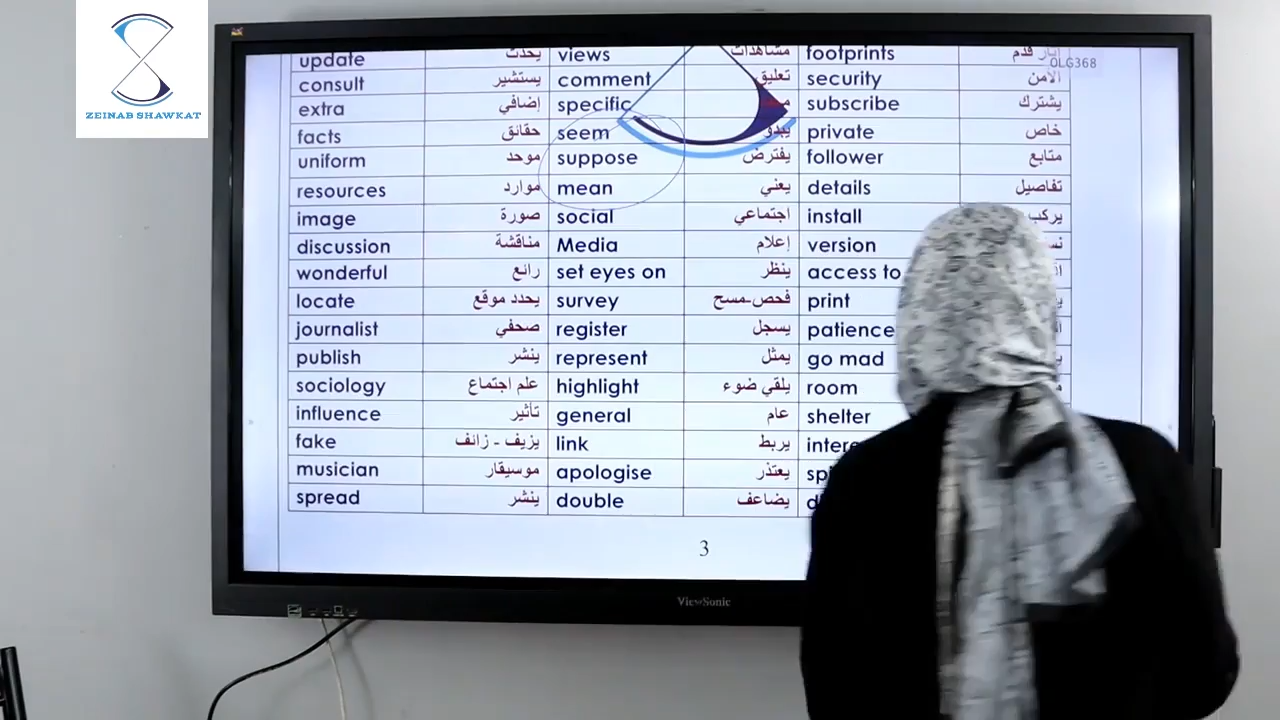 ZEINAB SHAWKAT
OLG368
update يحدث views مشاهدات footprints آثار قدم
consult يستشير comment تعليق security الأمن
extra إضافي specific subscribe يشترك
facts حقائق seem يبدو private خاص
uniform موحد suppose يفترض follower متابع
resources موارد mean يعني details تفاصيل
image صورة social اجتماعي install يركب
discussion مناقشة Media إعلام version
wonderful رائع set eyes on ينظر access to
locate يحدد موقع survey فحص-مسح print
journalist صحفي register يسجل patience
publish ينشر represent يمثل go mad
sociology علم اجتماع highlight يلقي ضوء room
influence تأثير general عام shelter
fake يزيف - زائف link يربط
musician موسيقار apologise يعتذر
spread ينشر double يضاعف
3
ViewSonic